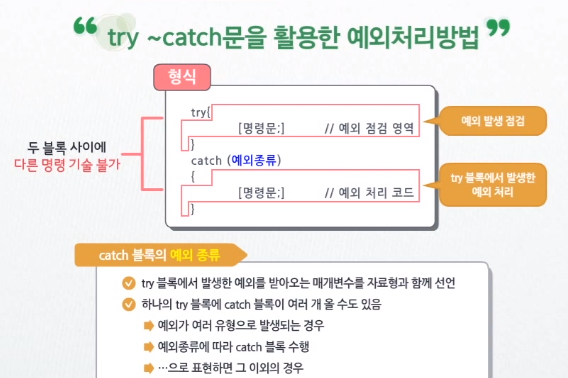 “ try ~catch문을 활용한 예외처리방법 ”
형식
try{
[명령문:] // 예외 점검 영역
}
catch (예외종류)
{
[명령문:] // 예외 처리 코드
}
두 블록 사이에
다른 명령 기술 불가
예외 발생 점검
try 블록에서 발생한
예외 처리
catch 블록의 예외 종류
try 블록에서 발생한 예외를 받아오는 매개변수를 자료형과 함께 선언
하나의 try 블록에 catch 블록이 여러 개 올 수도 있음
예외가 여러 유형으로 발생되는 경우
예외종류에 따라 catch 블록 수행
…으로 표현하면 그 이외의 경우